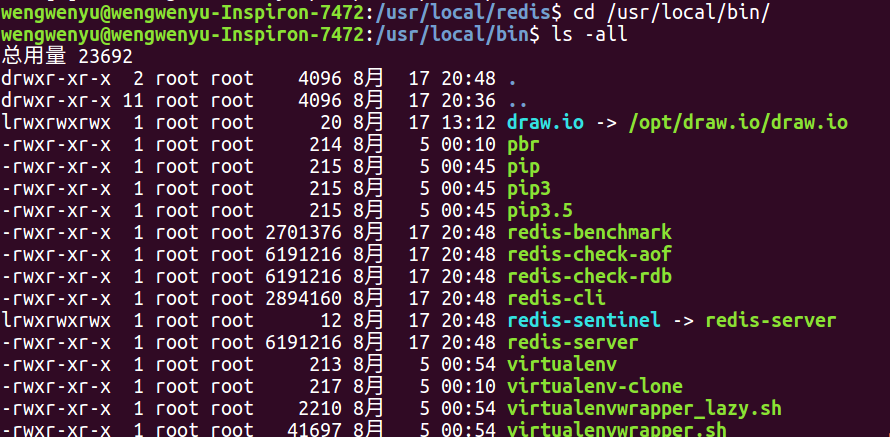 wengwenyu@wengwenyu-Inspiron-7472:/usr/local/redis$ cd /usr/local/bin/
wengwenyu@wengwenyu-Inspiron-7472:/usr/local/bin$ ls -all
总用量 23692
drwxr-xr-x  2 root root    4096 8月  17 20:48 .
drwxr-xr-x 11 root root    4096 8月  17 20:36 ..
lrwxrwxrwx  1 root root      20 8月  17 13:12 draw.io -> /opt/draw.io/draw.io
-rwxr-xr-x  1 root root     214 8月   5 00:10 pbr
-rwxr-xr-x  1 root root     215 8月   5 00:45 pip
-rwxr-xr-x  1 root root     215 8月   5 00:45 pip3
-rwxr-xr-x  1 root root     215 8月   5 00:45 pip3.5
-rwxr-xr-x  1 root root 2701376 8月  17 20:48 redis-benchmark
-rwxr-xr-x  1 root root 6191216 8月  17 20:48 redis-check-aof
-rwxr-xr-x  1 root root 6191216 8月  17 20:48 redis-check-rdb
-rwxr-xr-x  1 root root 2894160 8月  17 20:48 redis-cli
lrwxrwxrwx  1 root root      12 8月  17 20:48 redis-sentinel -> redis-server
-rwxr-xr-x  1 root root 6191216 8月  17 20:48 redis-server
-rwxr-xr-x  1 root root     213 8月   5 00:54 virtualenv
-rwxr-xr-x  1 root root     217 8月   5 00:10 virtualenv-clone
-rwxr-xr-x  1 root root    2210 8月   5 00:54 virtualenvwrapper_lazy.sh
-rwxr-xr-x  1 root root   41697 8月   5 00:54 virtualenvwrapper.sh